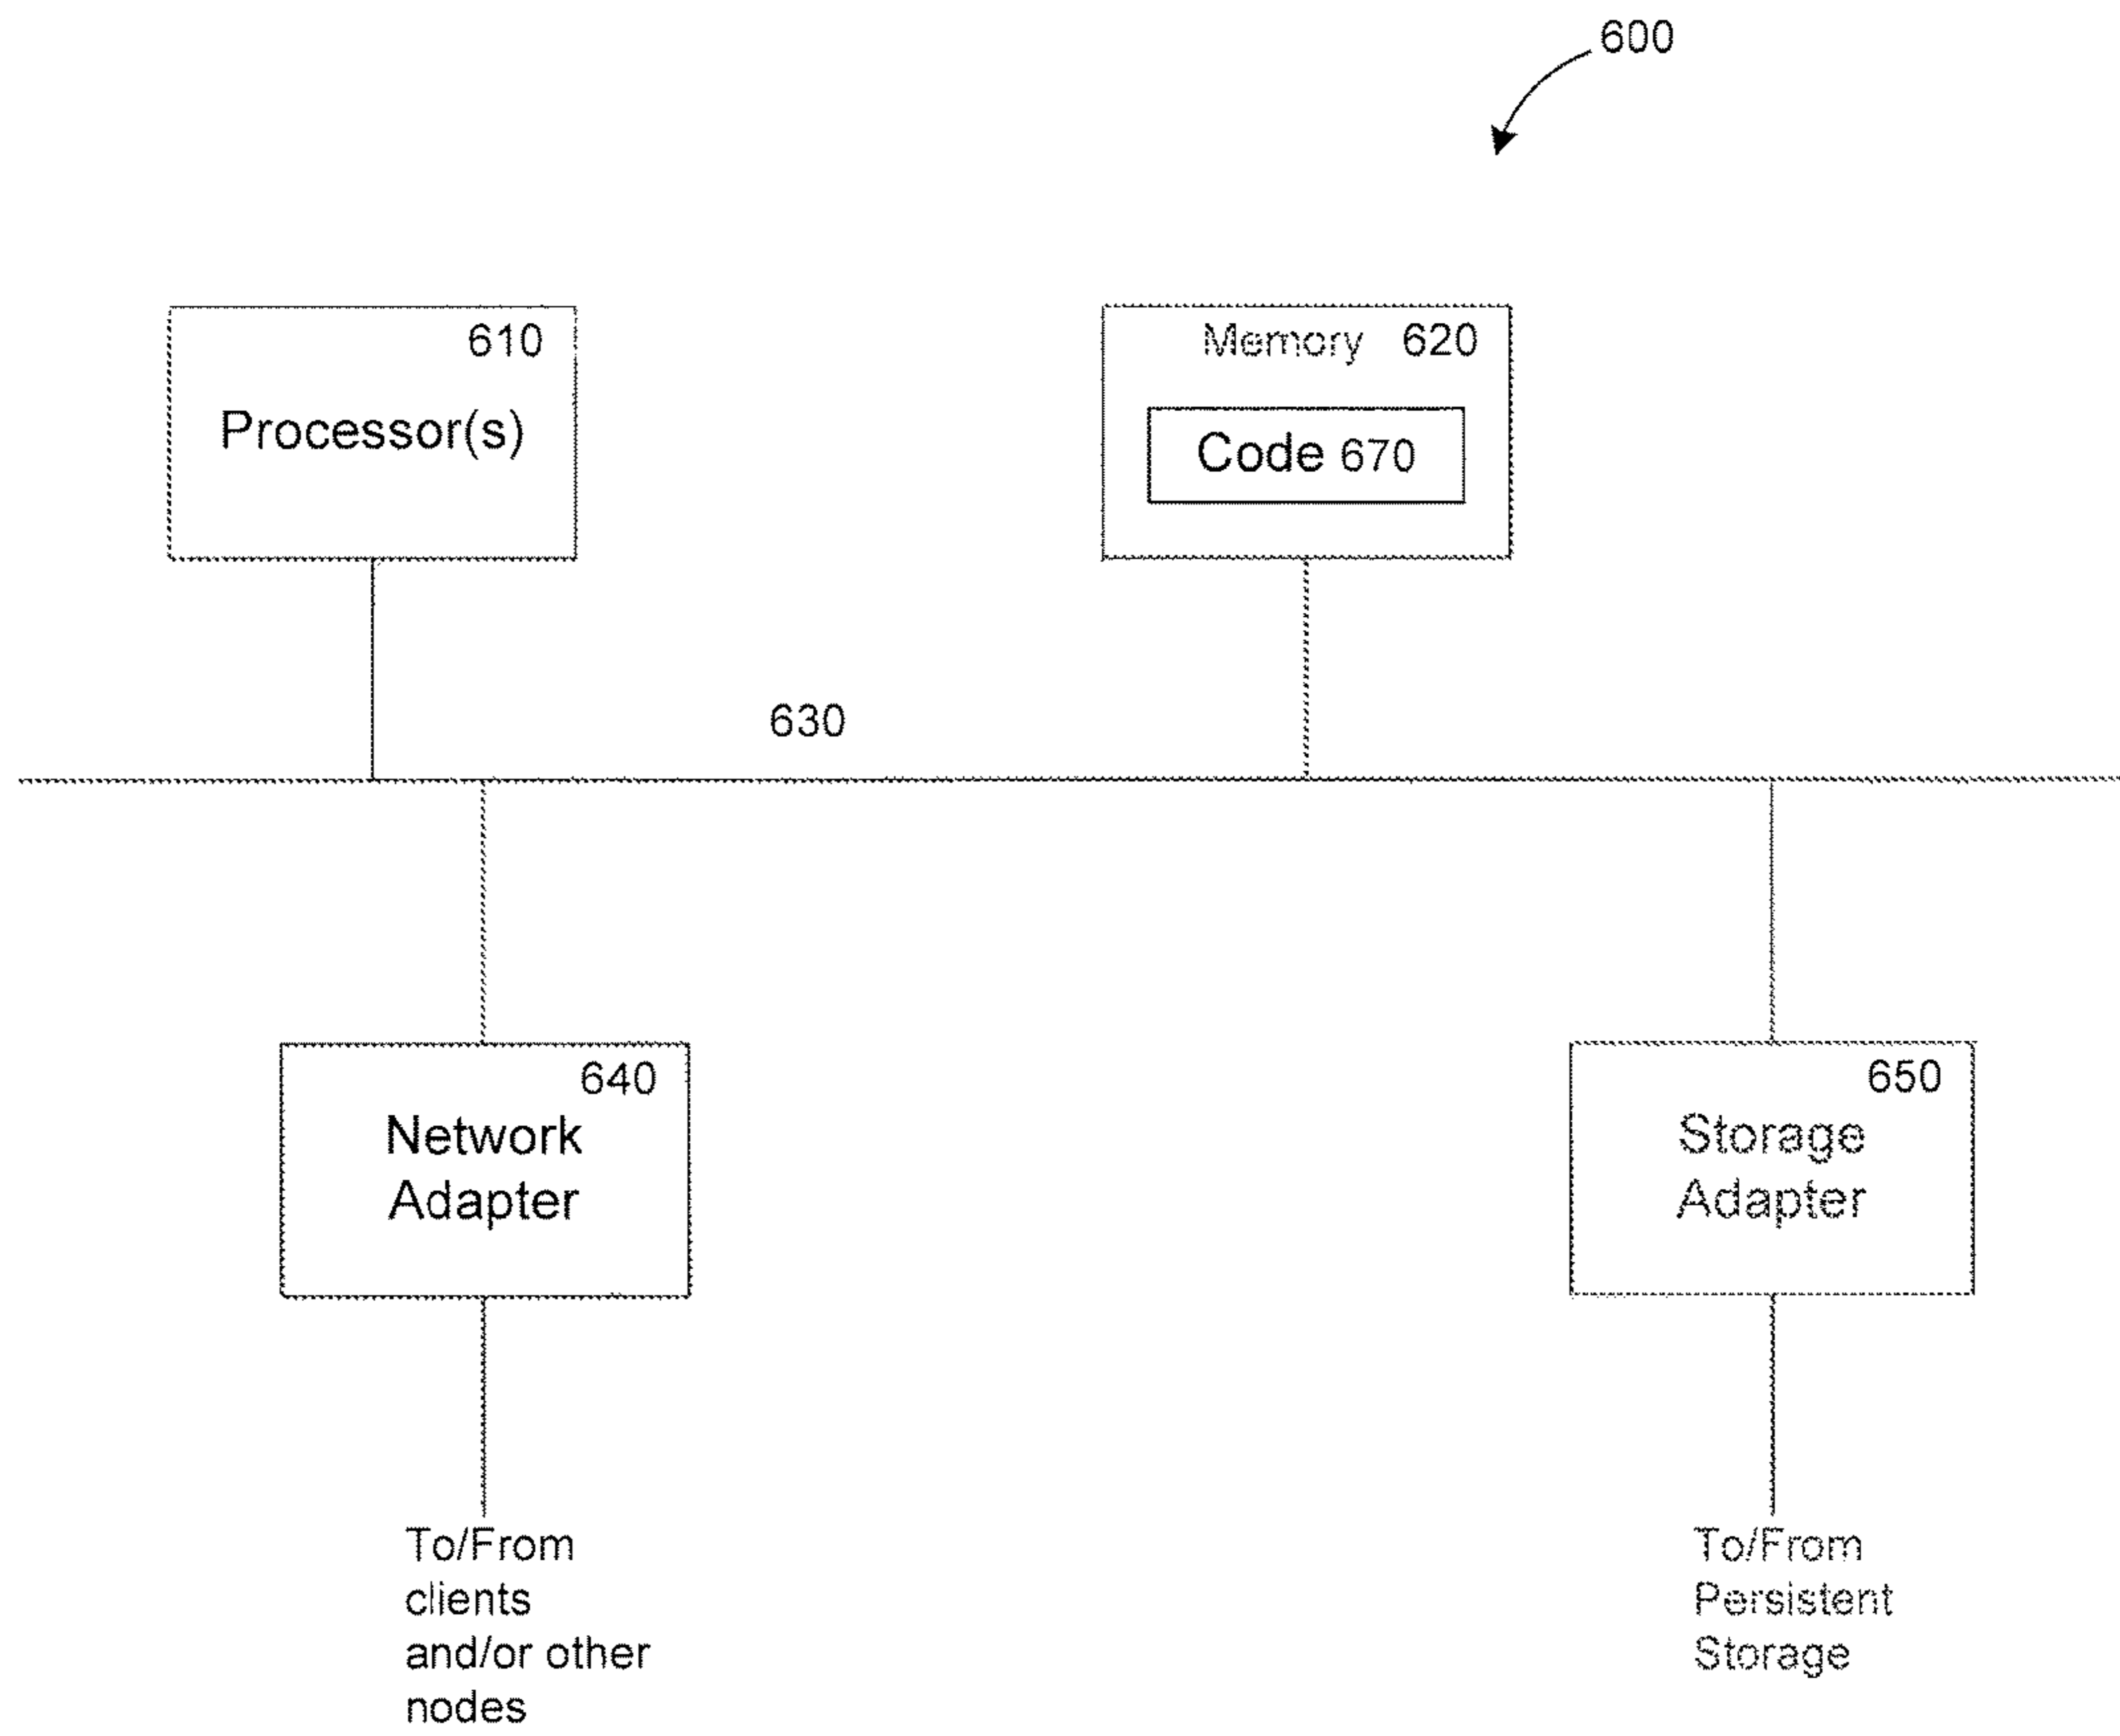 600
610
Processor(s)
Memory 620
Code 670
630
640
Network
Adapter
650
Storage
Adapter
To/From
clients
and/or other
nodes
To/From
Persistent
Storage